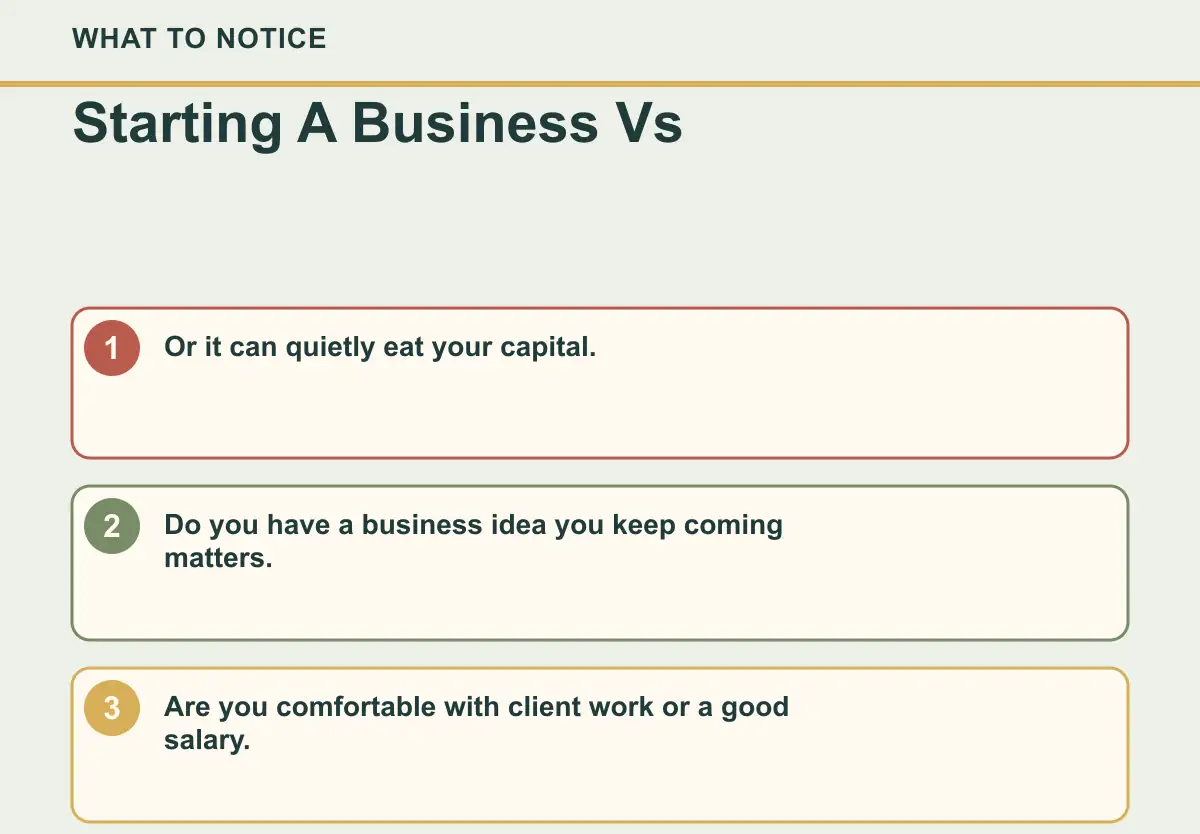 WHAT TO NOTICE
Starting A Business Vs
1
Or it can quietly eat your capital.
2
Do you have a business idea you keep coming
matters.
3
Are you comfortable with client work or a good
salary.